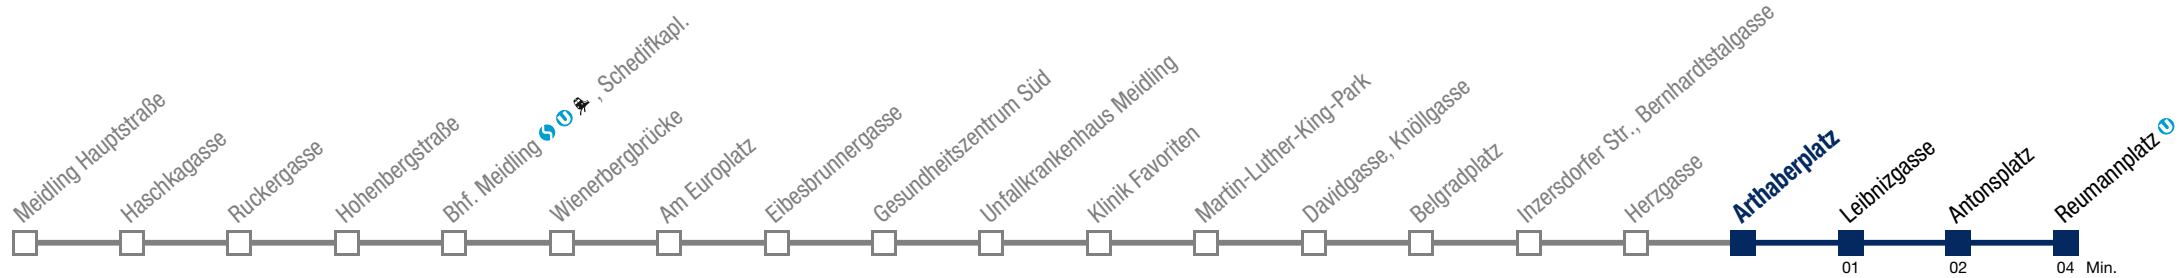 Meidling Hauptstraße
Haschkagasse
Ruckergasse
Hohenbergstraße
Bhf. Meidling S U , Schedifkapl.
Wienerbergbrücke
Am Europlatz
Eibesbrunnergasse
Gesundheitszentrum Süd
Unfallkrankenhaus Meidling
Klinik Favoriten
Martin-Luther-King-Park
Davidgasse, Knöllgasse
Belgradplatz
Inzersdorfer Str., Bernhardtstalgasse
Herzgasse
Arthaberplatz
Leibnizgasse
Antonsplatz
Reumannplatz U
01 02 04 Min.